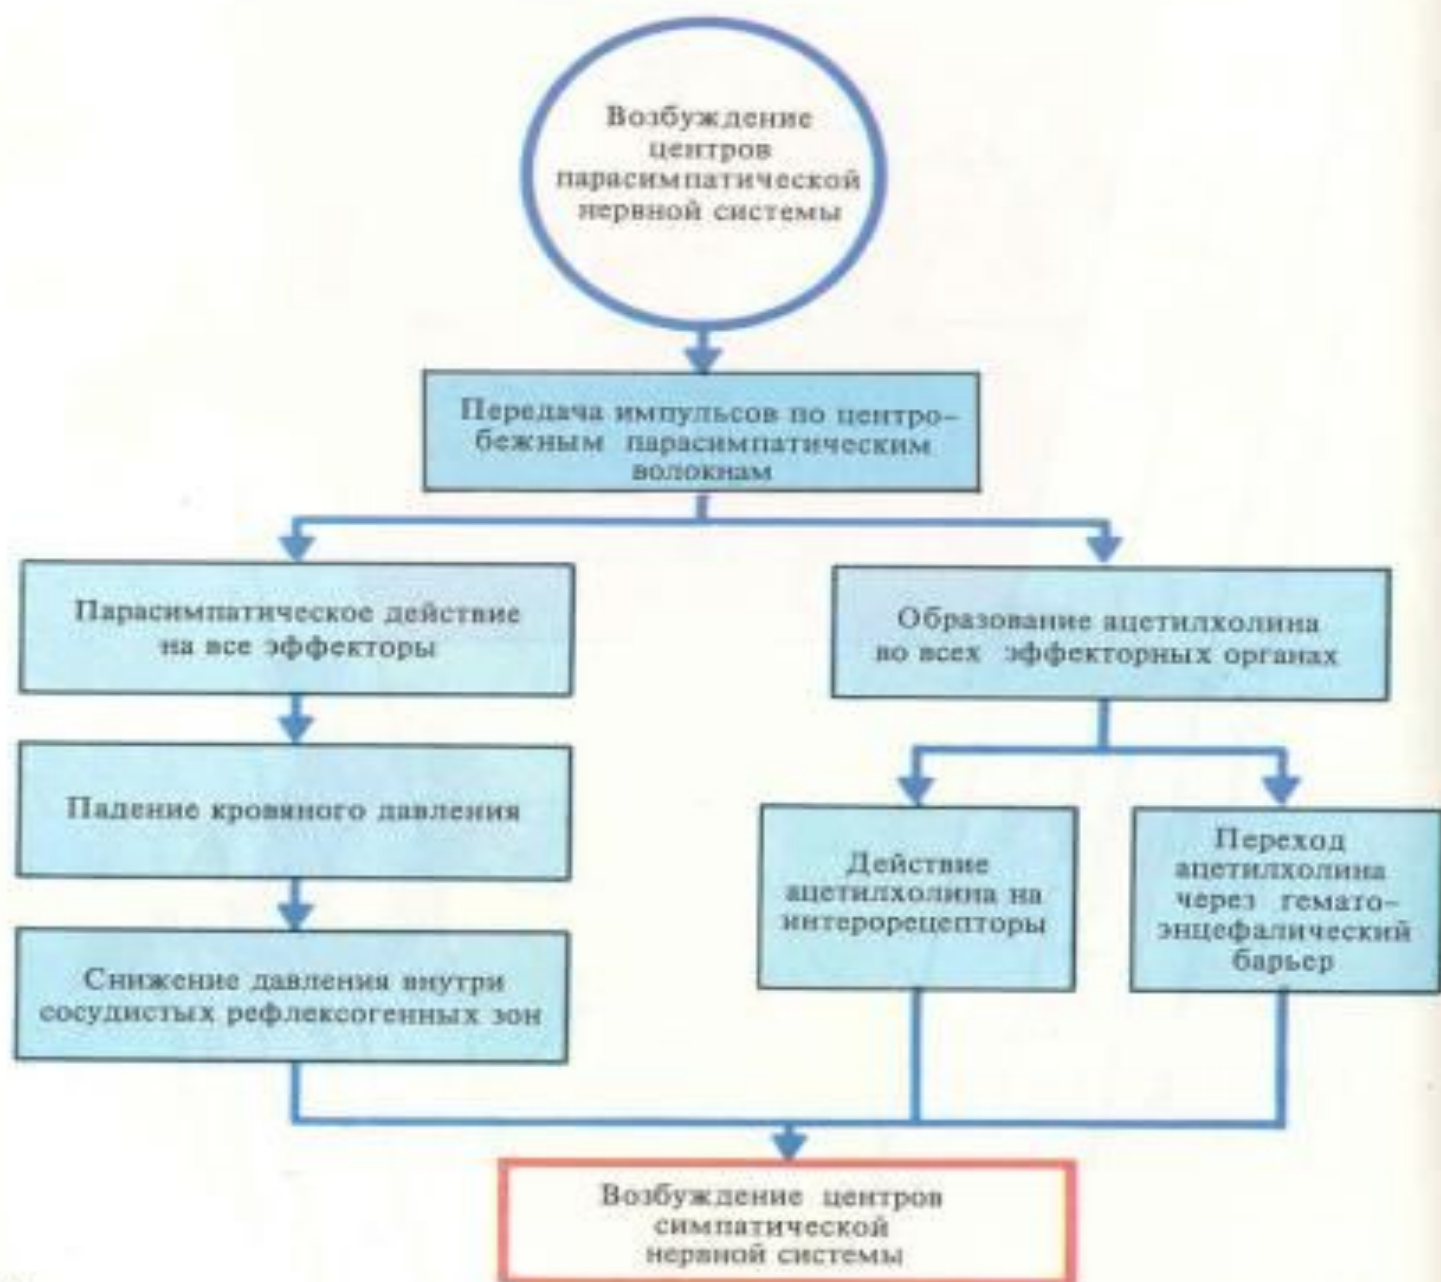 Возбуждение
центров
парасимпатической
нервной системы
Передача импульсов по центро-
бежным парасимпатическим
волокнам
Парасимпатическое действие
на все эффекторы
Образование ацетилхолина
во всех эффекторных органах
Падение кровяного давления
Действие
ацетилхолина на
интерорецепторы
Переход
ацетилхолина
через гемато-
энцефалический
барьер
Снижение давления внутри
сосудистых рефлексогенных зон
Возбуждение центров
симпатической
нервной системы